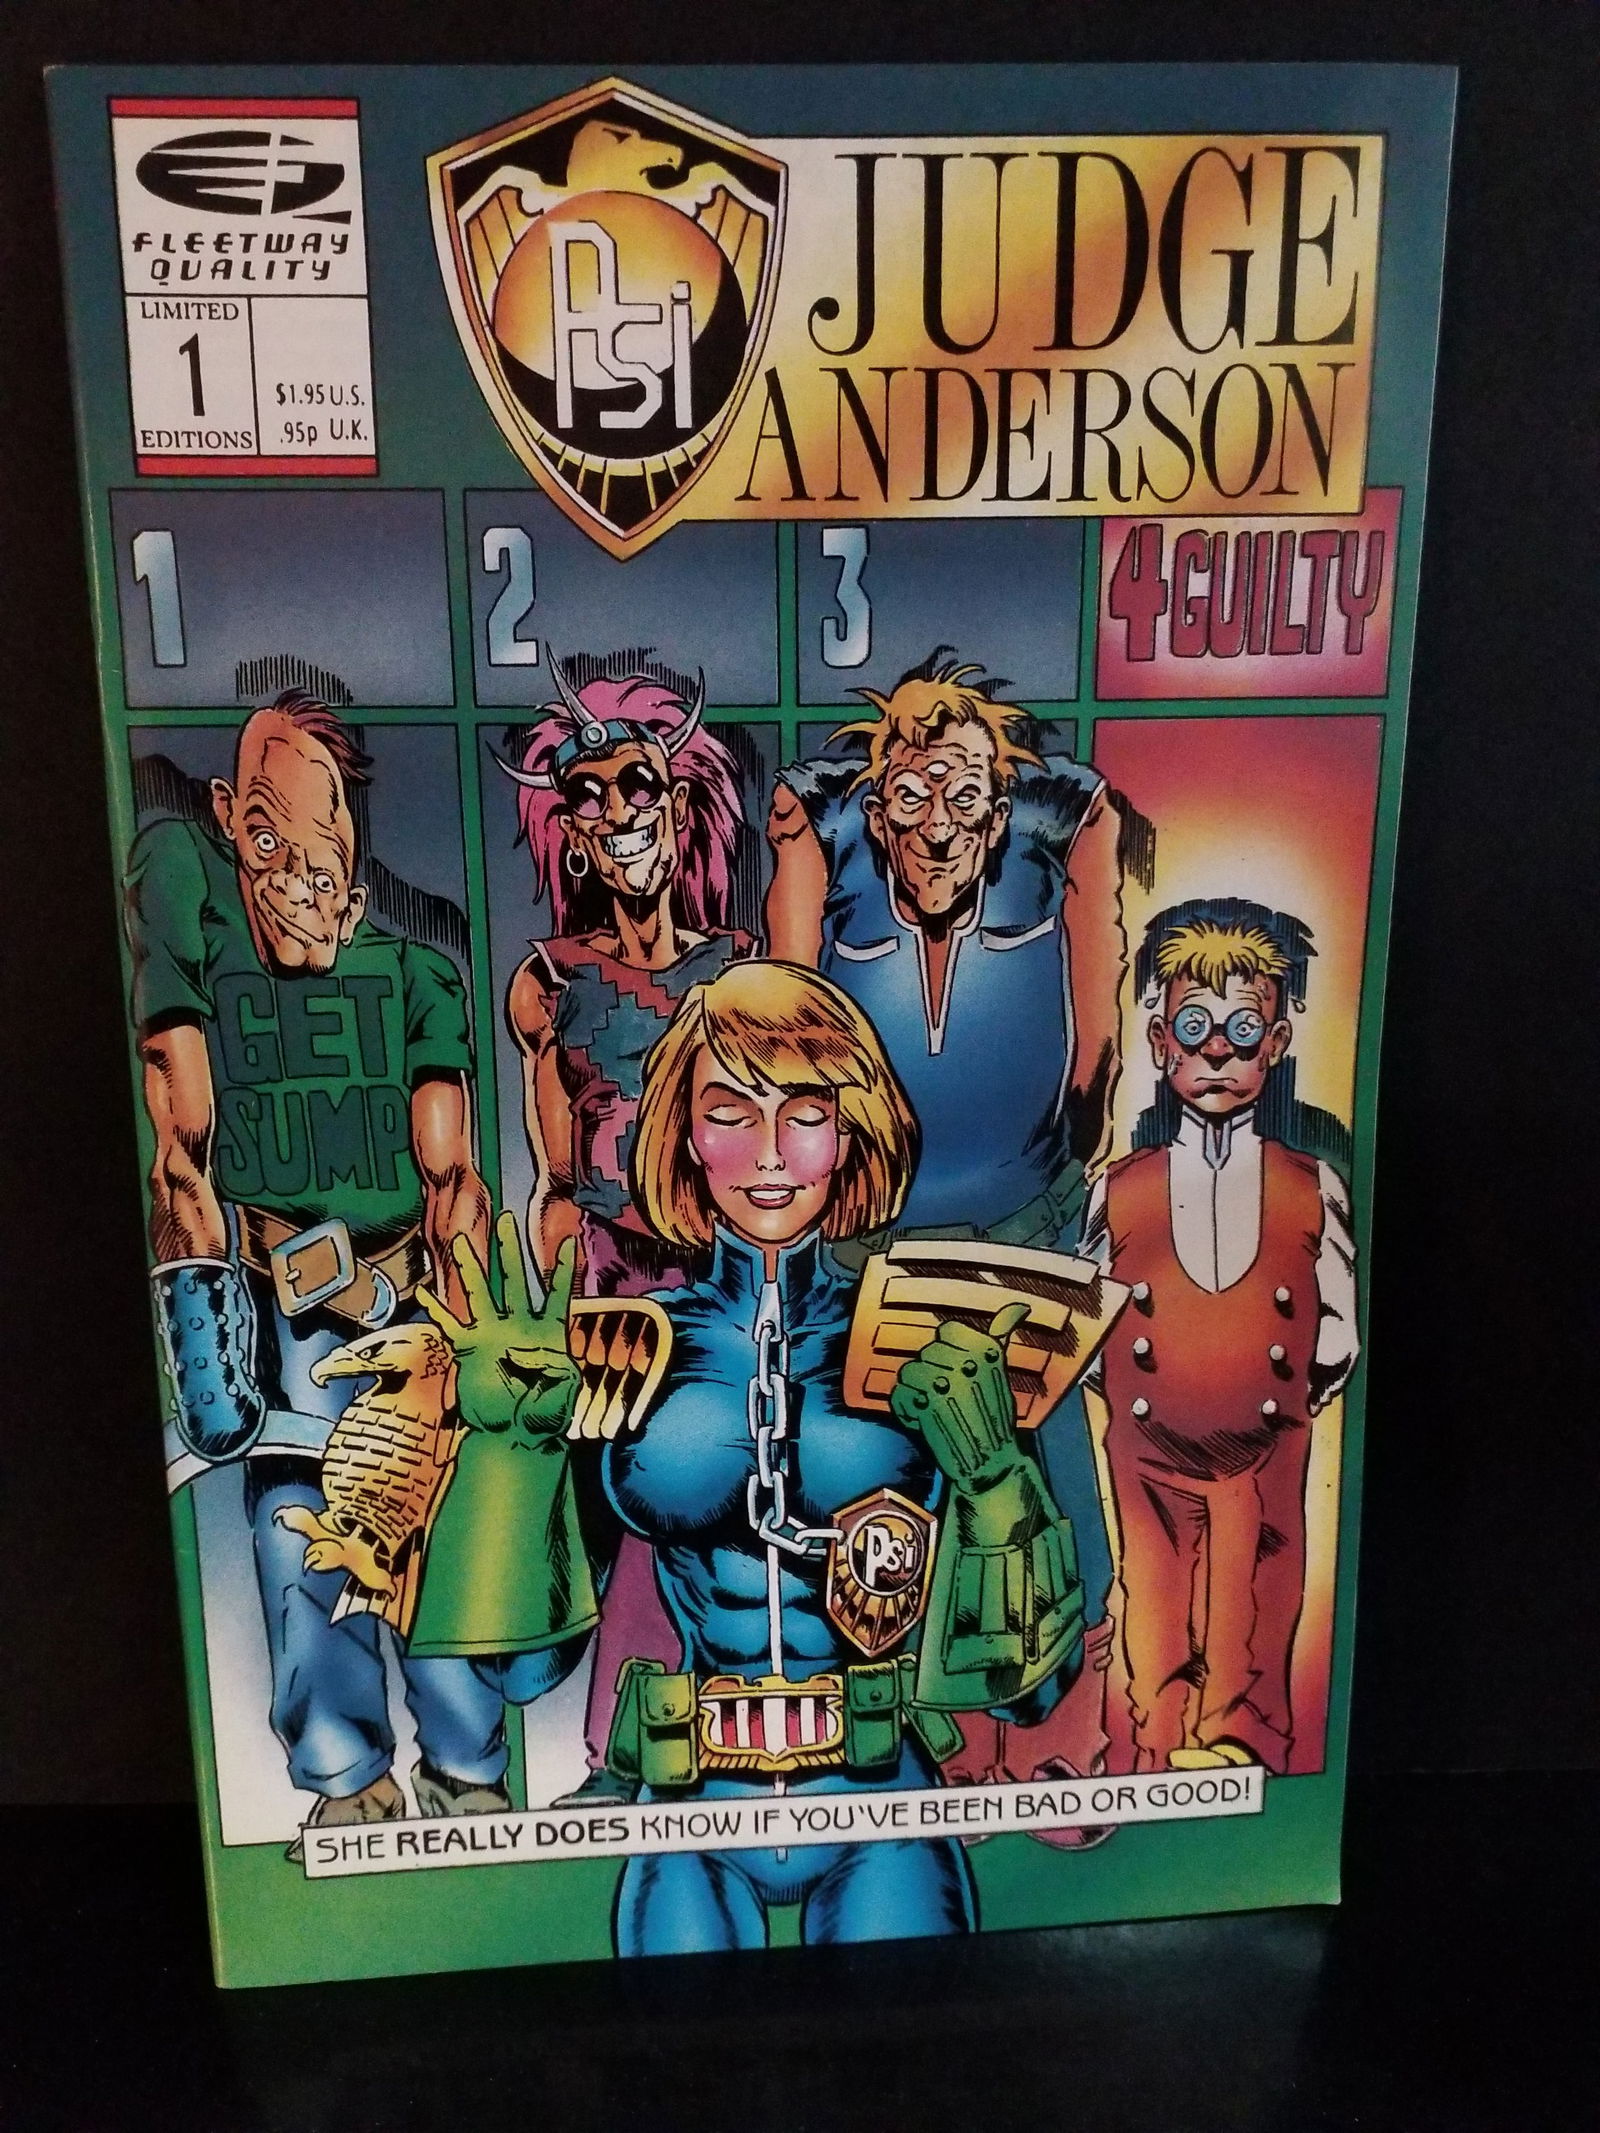 FLEETWAY
QUALITY
LIMITED
1
EDITIONS
$1.95 U.S.
.95p U.K.
Psi
JUDGE
ANDERSON
1
2
3
4 GUILTY
GET
SUMP
Psi
SHE REALLY DOES KNOW IF YOU'VE BEEN BAD OR GOOD!